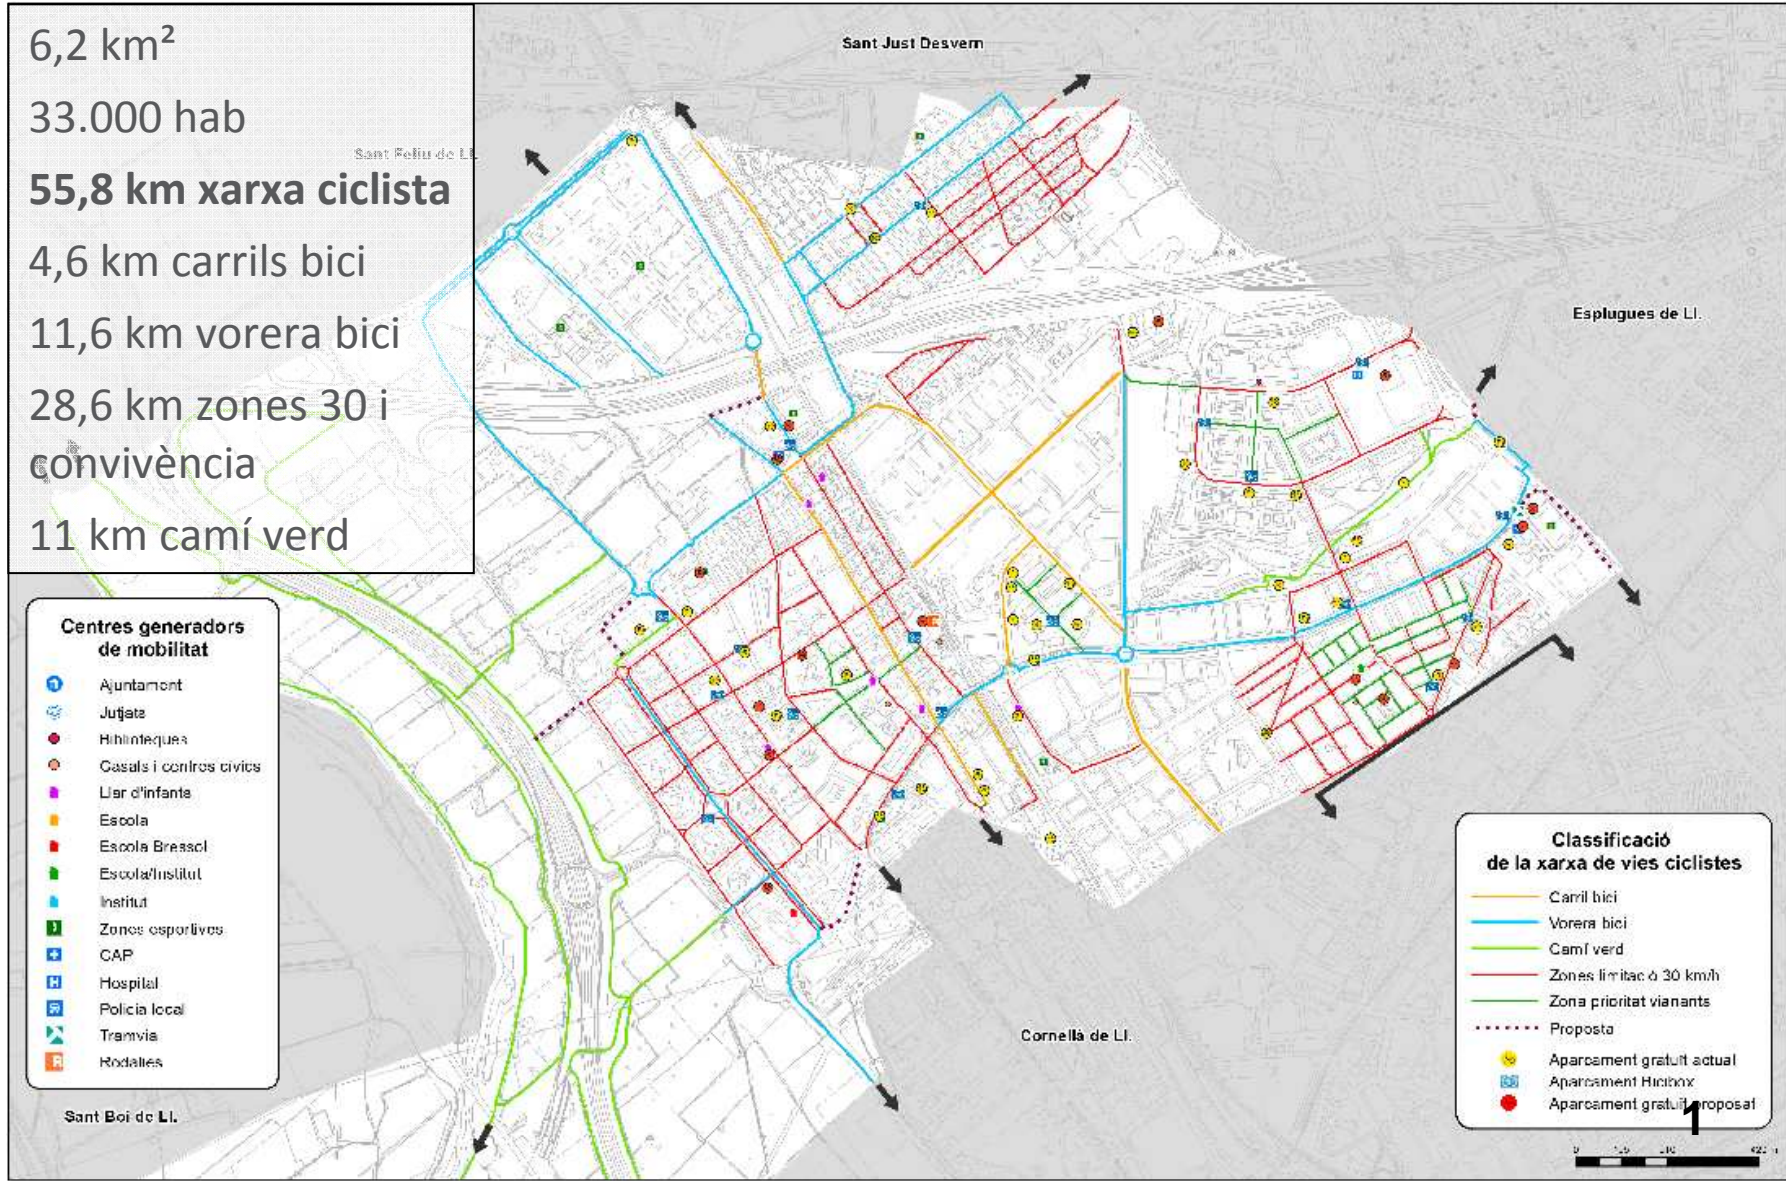 6,2 km²
33.000 hab
55,8 km xarxa ciclista
4,6 km carrils bici
11,6 km vorera bici
28,6 km zones 30 i
convivència
11 km camí verd
Sant Just Desvern
Sant Feliu de Ll.
Esplugues de Ll.
Centres generadors
de mobilitat
Ajuntament
Jutjats
Biblioteques
Casals i centres cívics
Llar d'infants
Escola
Escola Bressol
Escola/Institut
Institut
Zones esportives
CAP
Hospital
Policia local
Tramvia
Rodalies
Sant Boi de Ll.
Cornellà de Ll.
Classificació
de la xarxa de vies ciclistes
Carril bici
Vorera bici
Camí verd
Zones limitació 30 km/h
Zona prioritat vianants
Proposta
Aparcament gratuït actual
Aparcament Bicibox
Aparcament gratuït proposat
1
0